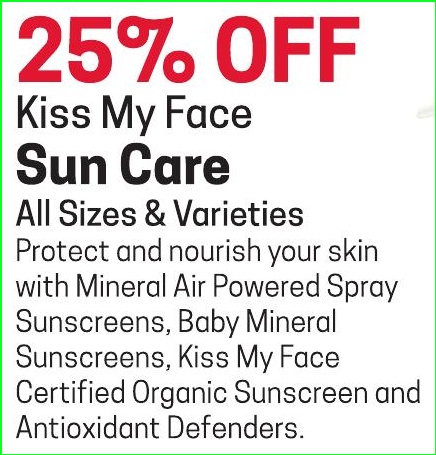 25% OFF
Kiss My Face
Sun Care
All Sizes & Varieties
Protect and nourish your skin
with Mineral Air Powered Spray
Sunscreens, Baby Mineral
Sunscreens, Kiss My Face
Certified Organic Sunscreen and
Antioxidant Defenders.